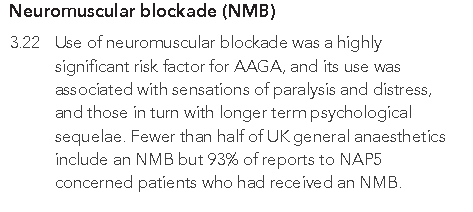 Neuromuscular blockade (NMB)
3.22 Use of neuromuscular blockade was a highly
significant risk factor for AAGA, and its use was
associated with sensations of paralysis and distress,
and those in turn with longer term psychological
sequelae. Fewer than half of UK general anaesthetics
include an NMB but 93% of reports to NAP5
concerned patients who had received an NMB.